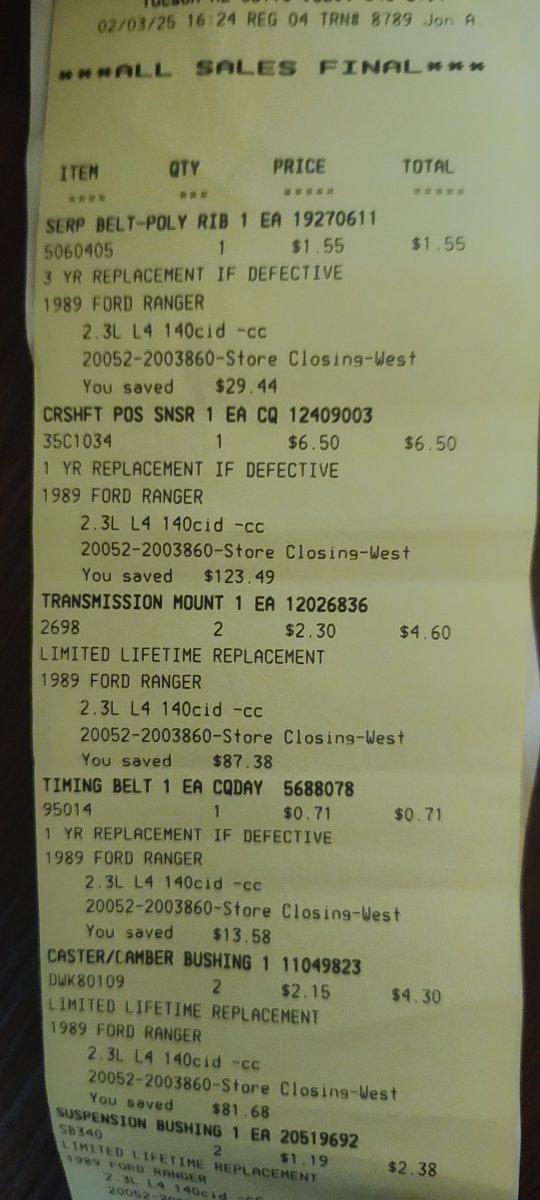 02/03/25 16:24 REG 04 TRN# 8789 Jon A
***ALL SALES FINAL***
ITEM QTY PRICE TOTAL
**** *** ***** *****
SERP BELT-POLY RIB 1 EA 19270611
5060405 1 $1.55 $1.55
3 YR REPLACEMENT IF DEFECTIVE
1989 FORD RANGER
2.3L L4 140cid -cc
20052-2003860-Store Closing-West
You saved $29.44
CRSHFT POS SNSR 1 EA CQ 12409003
35C1034 1 $6.50 $6.50
1 YR REPLACEMENT IF DEFECTIVE
1989 FORD RANGER
2.3L L4 140cid -cc
20052-2003860-Store Closing-West
You saved $123.49
TRANSMISSION MOUNT 1 EA 12026836
2698 2 $2.30 $4.60
LIMITED LIFETIME REPLACEMENT
1989 FORD RANGER
2.3L L4 140cid -cc
20052-2003860-Store Closing-West
You saved $87.38
TIMING BELT 1 EA CQDAY 5688078
95014 1 $0.71 $0.71
1 YR REPLACEMENT IF DEFECTIVE
1989 FORD RANGER
2.3L L4 140cid -cc
20052-2003860-Store Closing-West
You saved $13.58
CASTER/CAMBER BUSHING 1 11049823
DWK80109 2 $2.15 $4.30
LIMITED LIFETIME REPLACEMENT
1989 FORD RANGER
2.3L L4 140cid -cc
20052-2003860-Store Closing-West
You saved $81.68
SUSPENSION BUSHING 1 EA 20519692
SB340 2 $1.19 $2.38
LIMITED LIFETIME REPLACEMENT
1989 FORD RANGER
2.3L L4 140cid -cc